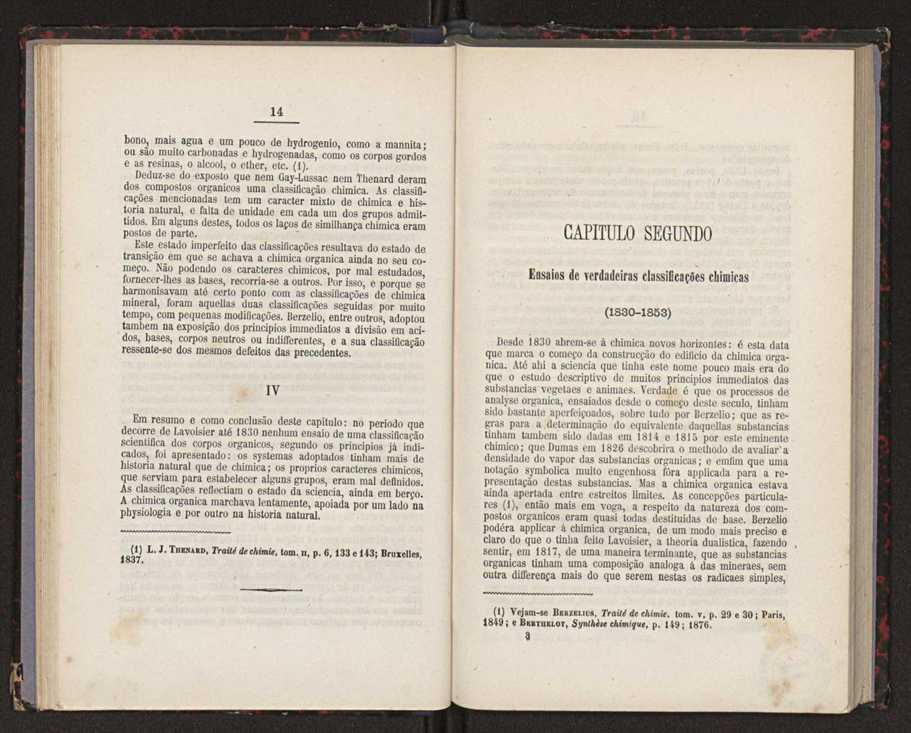 14
bono, mais agua e um pouco de hydrogenio, como a mannita;
ou são muito carbonadas e hydrogenadas, como os corpos gordos
e as resinas, o alcool, o ether, etc. (1).
Deduz-se do exposto que nem Gay-Lussac nem Thenard deram
dos compostos organicos uma classificação chimica. As classifi-
cações mencionadas tem um caracter mixto de chimica e his-
toria natural, e falta de unidade em cada um dos grupos admit-
tidos. Em alguns destes, todos os laços de similhança chimica eram
postos de parte.
Este estado imperfeito das classificações resultava do estado de
transição em que se achava a chimica organica ainda no seu co-
meço. Não podendo os caracteres chimicos, por mal estudados,
fornecer-lhes as bases, recorria-se a outros. Por isso, e porque se
harmonisavam até certo ponto com as classificações de chimica
mineral, foram aquellas duas classificações seguidas por muito
tempo, com pequenas modificações. Berzelio, entre outros, adoptou
tambem na exposição dos principios immediatos a divisão em aci-
dos, bases, corpos neutros ou indifferentes, e a sua classificação
ressente-se dos mesmos defeitos das precedentes.
IV
Em resumo e como conclusão deste capitulo: no periodo que
decorre de Lavoisier até 1830 nenhum ensaio de uma classificação
scientifica dos corpos organicos, segundo os principios já indi-
cados, foi apresentado: os systemas adoptados tinham mais de
historia natural que de chimica; os proprios caracteres chimicos,
que serviam para estabelecer alguns grupos, eram mal definidos.
As classificações reflectiam o estado da sciencia, ainda em berço.
A chimica organica marchava lentamente, apoiada por um lado na
physiologia e por outro na historia natural.
(1) L. J. THENARD, Traité de chimie, tom. II, p. 6, 133 e 143; Bruxelles,
1837.
CAPITULO SEGUNDO
Ensaios de verdadeiras classificações chimicas
(1830-1853)
Desde 1830 abrem-se á chimica novos horizontes: é esta data
que marca o começo da construcção do edificio da chimica orga-
nica. Até ahi a sciencia que tinha este nome pouco mais era do
que o estudo descriptivo de muitos principios immediatos das
substancias vegetaes e animaes. Verdade é que os processos de
analyse organica, ensaiados desde o começo deste seculo, tinham
sido bastante aperfeiçoados, sobre tudo por Berzelio; que as re-
gras para a determinação do equivalente daquellas substancias
tinham tambem sido dadas em 1814 e 1815 por este eminente
chimico; que Dumas em 1826 descobrira o methodo de avaliar a
densidade do vapor das substancias organicas; e emfim que uma
notação symbolica muito engenhosa fôra applicada para a re-
presentação destas substancias. Mas a chimica organica estava
ainda apertada entre estreitos limites. As concepções particula-
res (1), então mais em voga, a respeito da natureza dos com-
postos organicos eram quasi todas destituidas de base. Berzelio
podéra applicar á chimica organica, de um modo mais preciso e
claro do que o tinha feito Lavoisier, a theoria dualistica, fazendo
sentir, em 1817, de uma maneira terminante, que as substancias
organicas tinham uma composição analoga á das mineraes, sem
outra differença mais do que serem nestas os radicaes simples,
(1) Vejam-se BERZELIUS, Traité de chimie, tom. V, p. 29 e 30; Paris,
1849; e BERTHELOT, Synthèse chimique, p. 149; 1876.
3